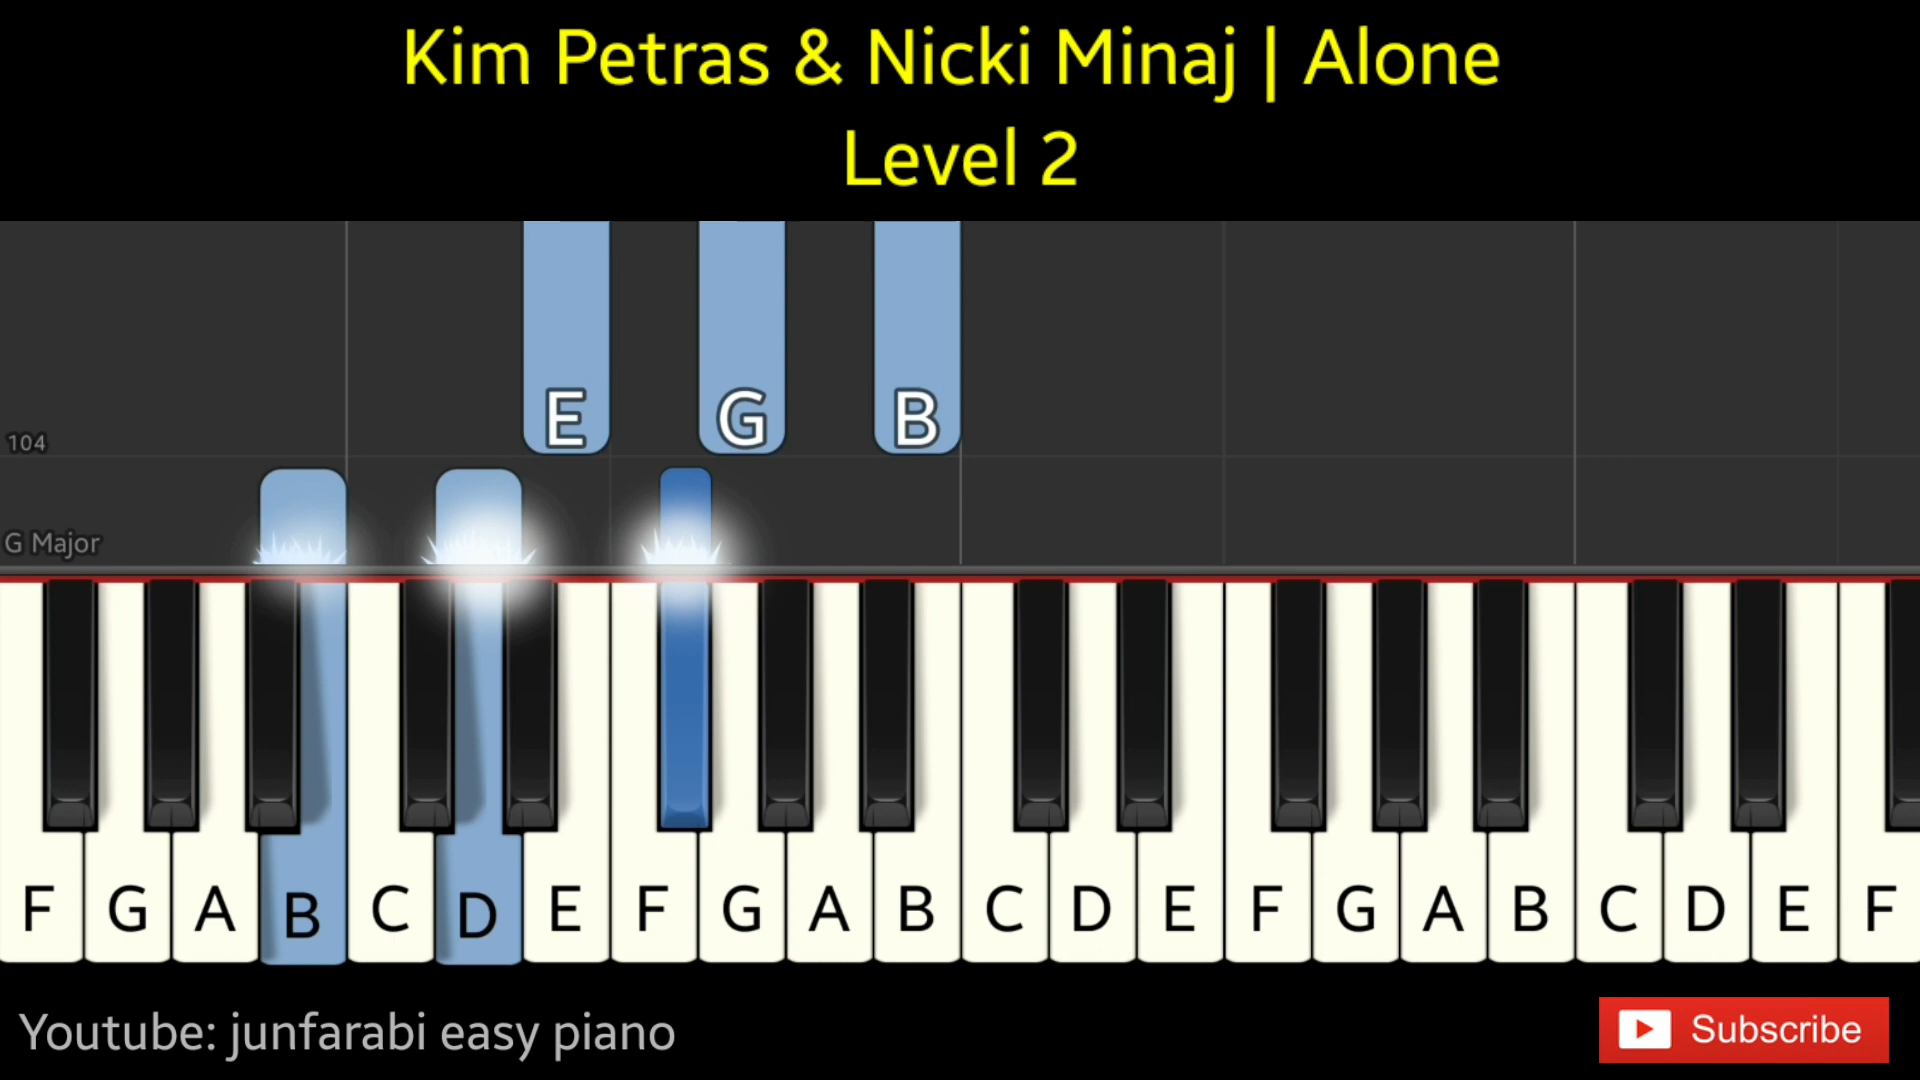 Kim Petras & Nicki Minaj | Alone
Level 2
E G B
104
G Major
F G A B C D E F G A B C D E F G A B C D E F
Youtube: junfarabi easy piano
Subscribe